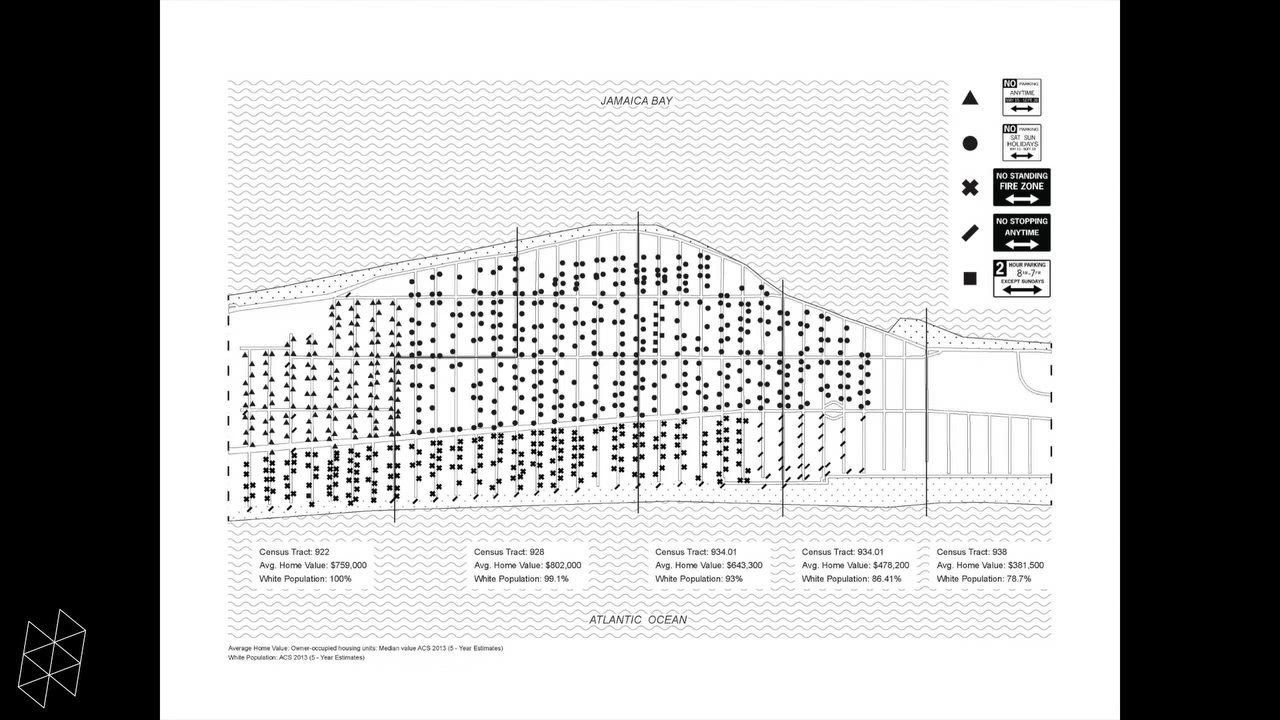 JAMAICA BAY
NO PARKING
ANYTIME
NO PARKING
SAT SUN
HOLIDAYS
NO STANDING
FIRE ZONE
NO STOPPING
ANYTIME
2 HOUR PARKING
8AM-7PM
EXCEPT SUNDAYS
Census Tract: 922
Avg. Home Value: $759,000
White Population: 100%
Census Tract: 928
Avg. Home Value: $802,000
White Population: 99.1%
Census Tract: 934.01
Avg. Home Value: $643,300
White Population: 93%
Census Tract: 934.01
Avg. Home Value: $478,200
White Population: 86.41%
Census Tract: 938
Avg. Home Value: $381,500
White Population: 78.7%
ATLANTIC OCEAN
Average Home Value: Owner-occupied housing units: Median value ACS 2013 (5 - Year Estimates)
White Population: ACS 2013 (5 - Year Estimates)